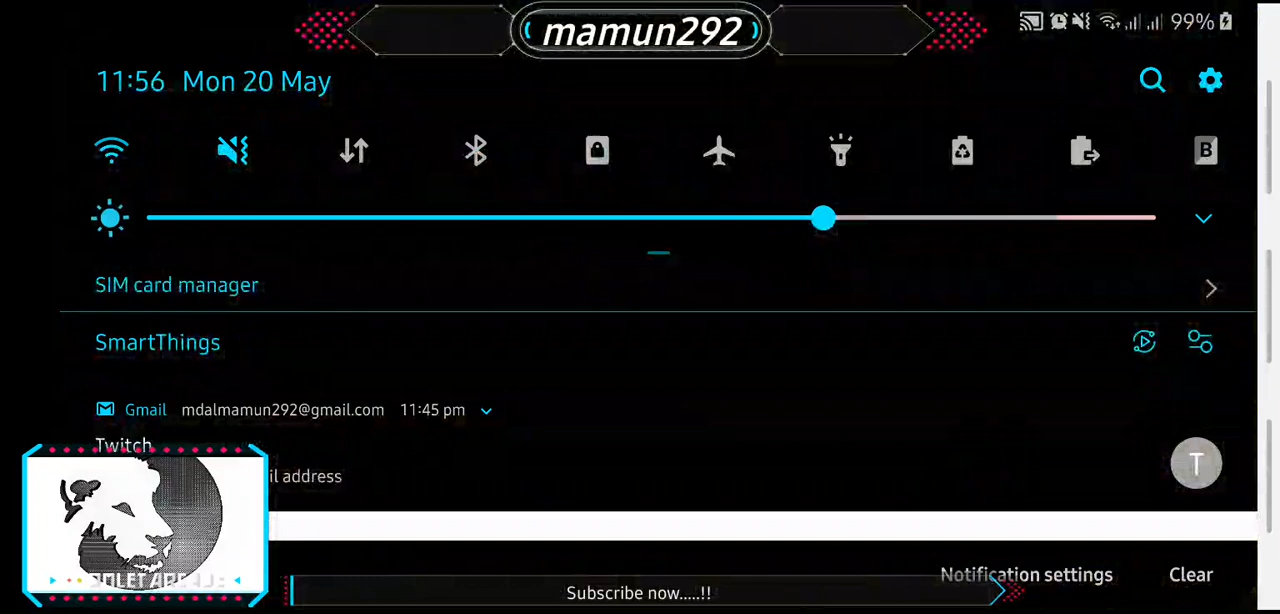 mamun292
99%
11:56 Mon 20 May
B
SIM card manager
SmartThings
Gmail mdalmamun292@gmail.com 11:45 pm
Twitch
T
address
Notification settings Clear
Subscribe now.....!!